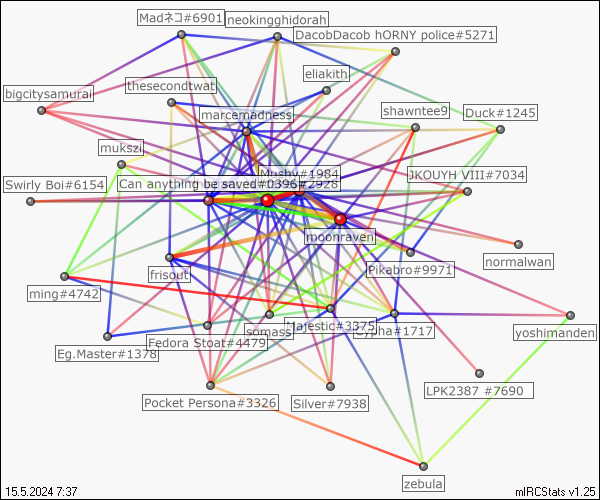 Madネコ#6901
neokingghidorah
DacobDacob hORNY police#5271
eliakith
thesecondtwat
bigcitysamurai
marcemadness
shawntee9
Duck#1245
mukszi
Mushy#1984
JKOUYH VIII#7034
Swirly Boi#6154
Can anything be saved#0396
#2928
moonraven
normalwan
Pikabro#9971
frisout
ming#4742
somass
Majestic#3375
Cypha#1717
yoshimanden
Fedora Stoat#4479
Eg.Master#1378
LPK2387 #7690
Pocket Persona#3326
Silver#7938
zebula
15.5.2024 7:37
mIRCStats v1.25